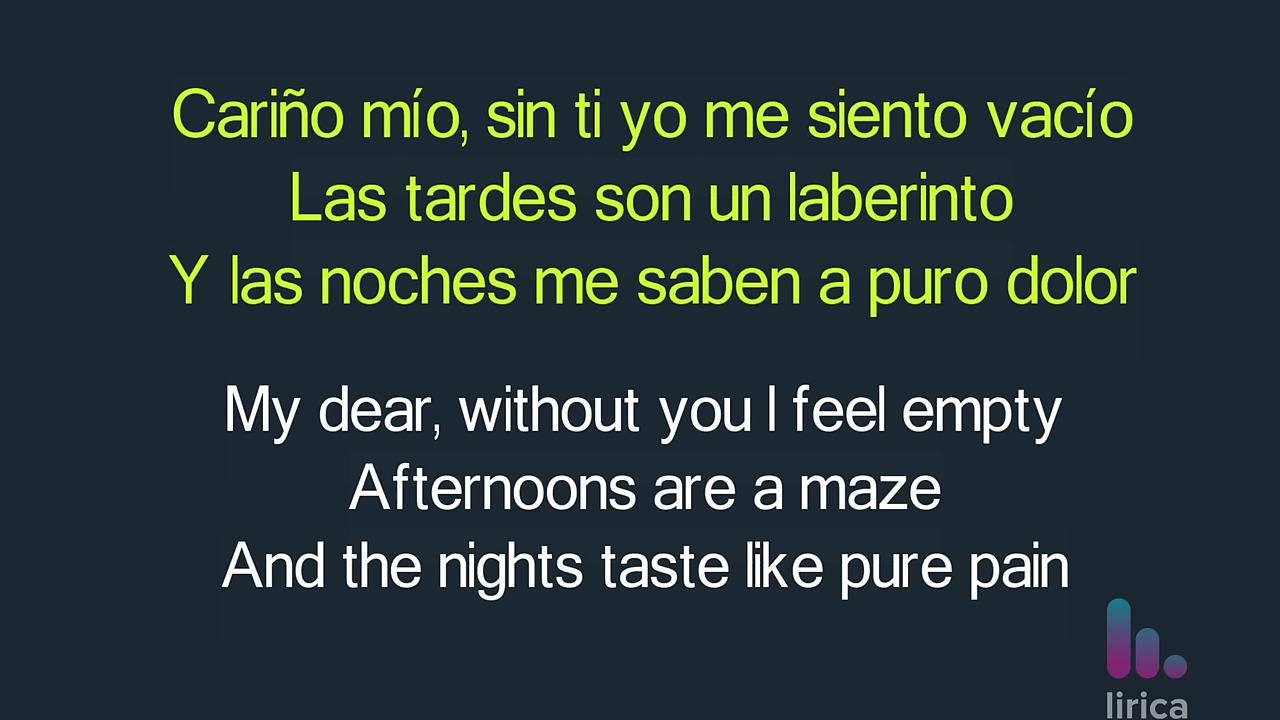 Cariño mío, sin ti yo me siento vacío
Las tardes son un laberinto
Y las noches me saben a puro dolor
My dear, without you I feel empty
Afternoons are a maze
And the nights taste like pure pain
lirica